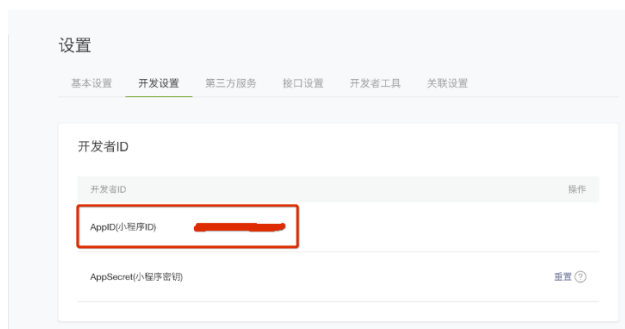 设置
基本设置 开发设置 第三方服务 接口设置 开发者工具 关联设置
开发者ID
开发者ID 操作
AppID(小程序ID)
AppSecret(小程序密钥) 重置 ?